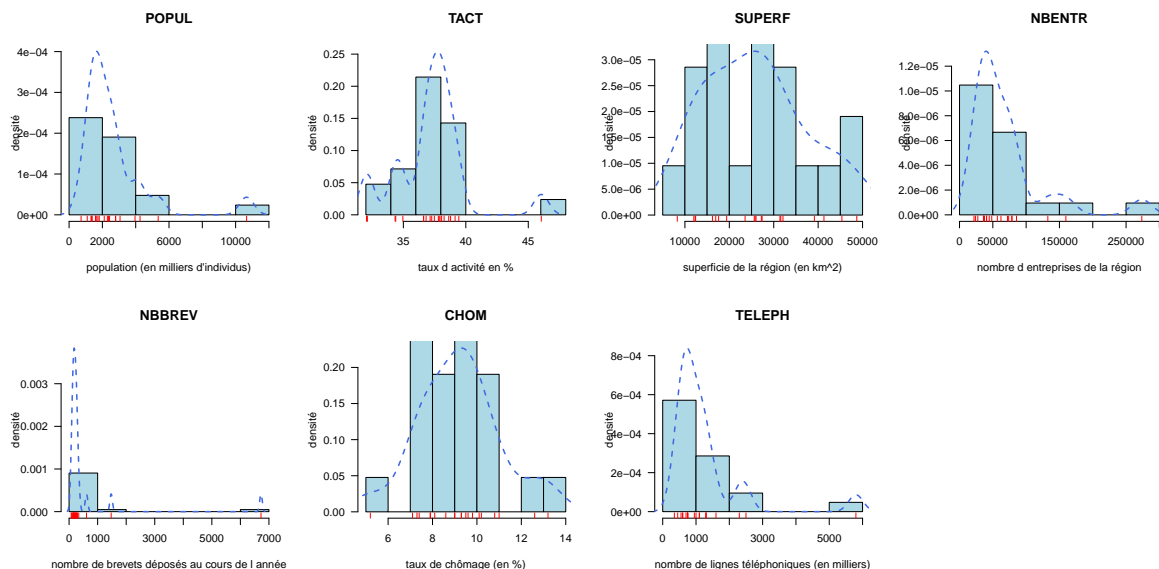 POPUL
densité
0e+00
1e−04
2e−04
3e−04
4e−04
0 2000 6000 10000
population (en milliers d'individus)
TACT
densité
0.00
0.05
0.10
0.15
0.20
0.25
35 40 45
taux d activité en %
SUPERF
densité
0.0e+00
5.0e−06
1.0e−05
1.5e−05
2.0e−05
2.5e−05
3.0e−05
10000 20000 30000 40000 50000
superficie de la région (en km^2)
NBENTR
densité
0.0e+00
2.0e−06
4.0e−06
6.0e−06
8.0e−06
1.0e−05
1.2e−05
0 50000 150000 250000
nombre d entreprises de la région
NBBREV
densité
0.000
0.001
0.002
0.003
0 1000 3000 5000 7000
nombre de brevets déposés au cours de l année
CHOM
densité
0.00
0.05
0.10
0.15
0.20
6 8 10 12 14
taux de chômage (en %)
TELEPH
densité
0e+00
2e−04
4e−04
6e−04
8e−04
0 1000 3000 5000
nombre de lignes téléphoniques (en milliers)